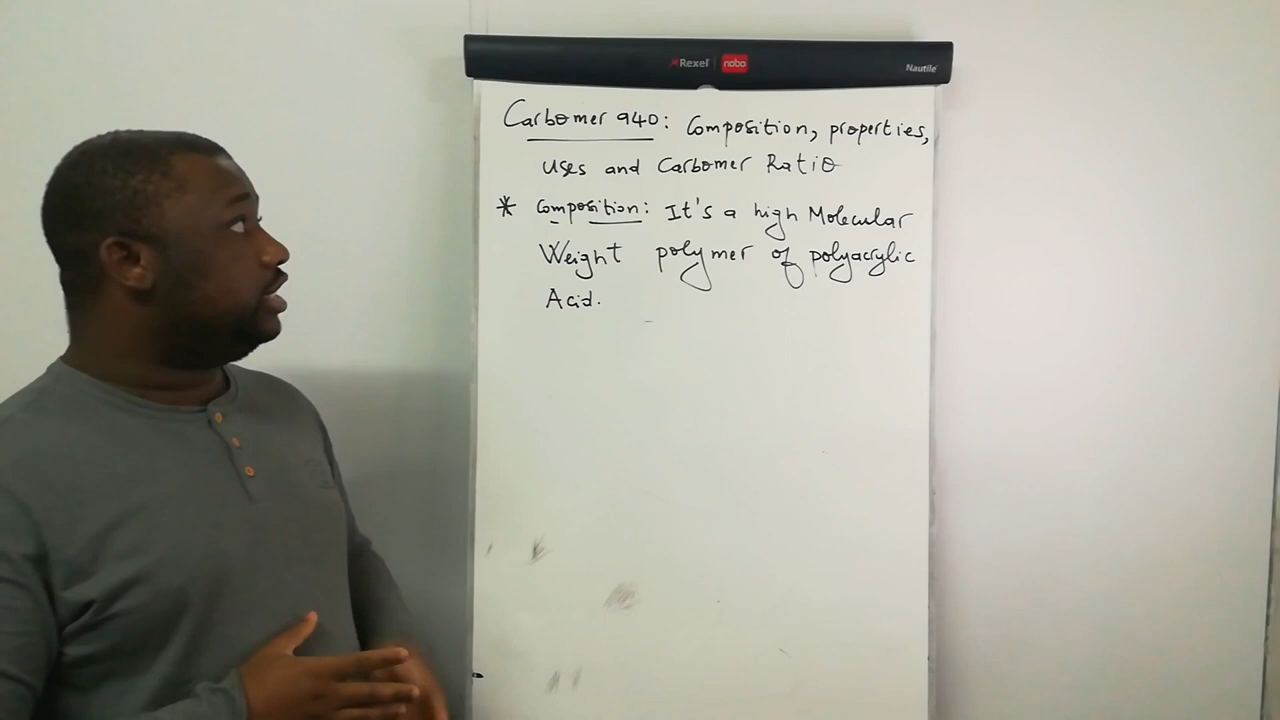 Rexel nobo
Nautile
Carbomer 940: Composition, properties,
Uses and Carbomer Ratio
* Composition: It's a high Molecular
Weight polymer of polyacrylic
Acid.